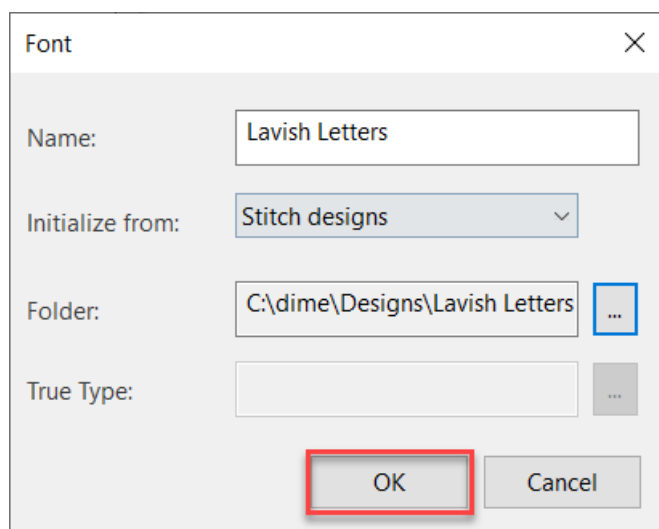 Font
Name:
Lavish Letters
Initialize from:
Stitch designs
Folder:
C:\dime\Designs\Lavish Letters
...
True Type:
...
OK
Cancel